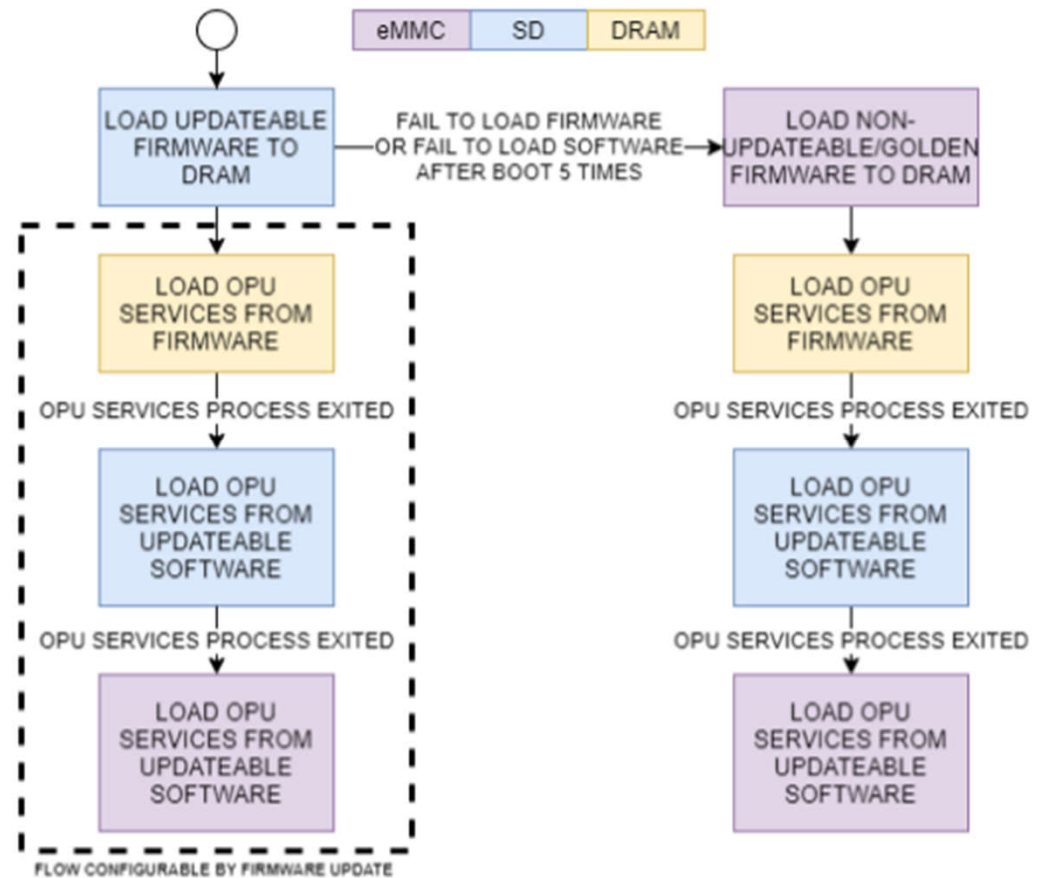 eMMC SD DRAM
LOAD UPDATEABLE
FIRMWARE TO
DRAM
FAIL TO LOAD FIRMWARE
OR FAIL TO LOAD SOFTWARE
AFTER BOOT 5 TIMES
LOAD NON-
UPDATEABLE/GOLDEN
FIRMWARE TO DRAM
LOAD OPU
SERVICES FROM
FIRMWARE
OPU SERVICES PROCESS EXITED
LOAD OPU
SERVICES FROM
UPDATEABLE
SOFTWARE
OPU SERVICES PROCESS EXITED
LOAD OPU
SERVICES FROM
UPDATEABLE
SOFTWARE
FLOW CONFIGURABLE BY FIRMWARE UPDATE
LOAD OPU
SERVICES FROM
FIRMWARE
OPU SERVICES PROCESS EXITED
LOAD OPU
SERVICES FROM
UPDATEABLE
SOFTWARE
OPU SERVICES PROCESS EXITED
LOAD OPU
SERVICES FROM
UPDATEABLE
SOFTWARE